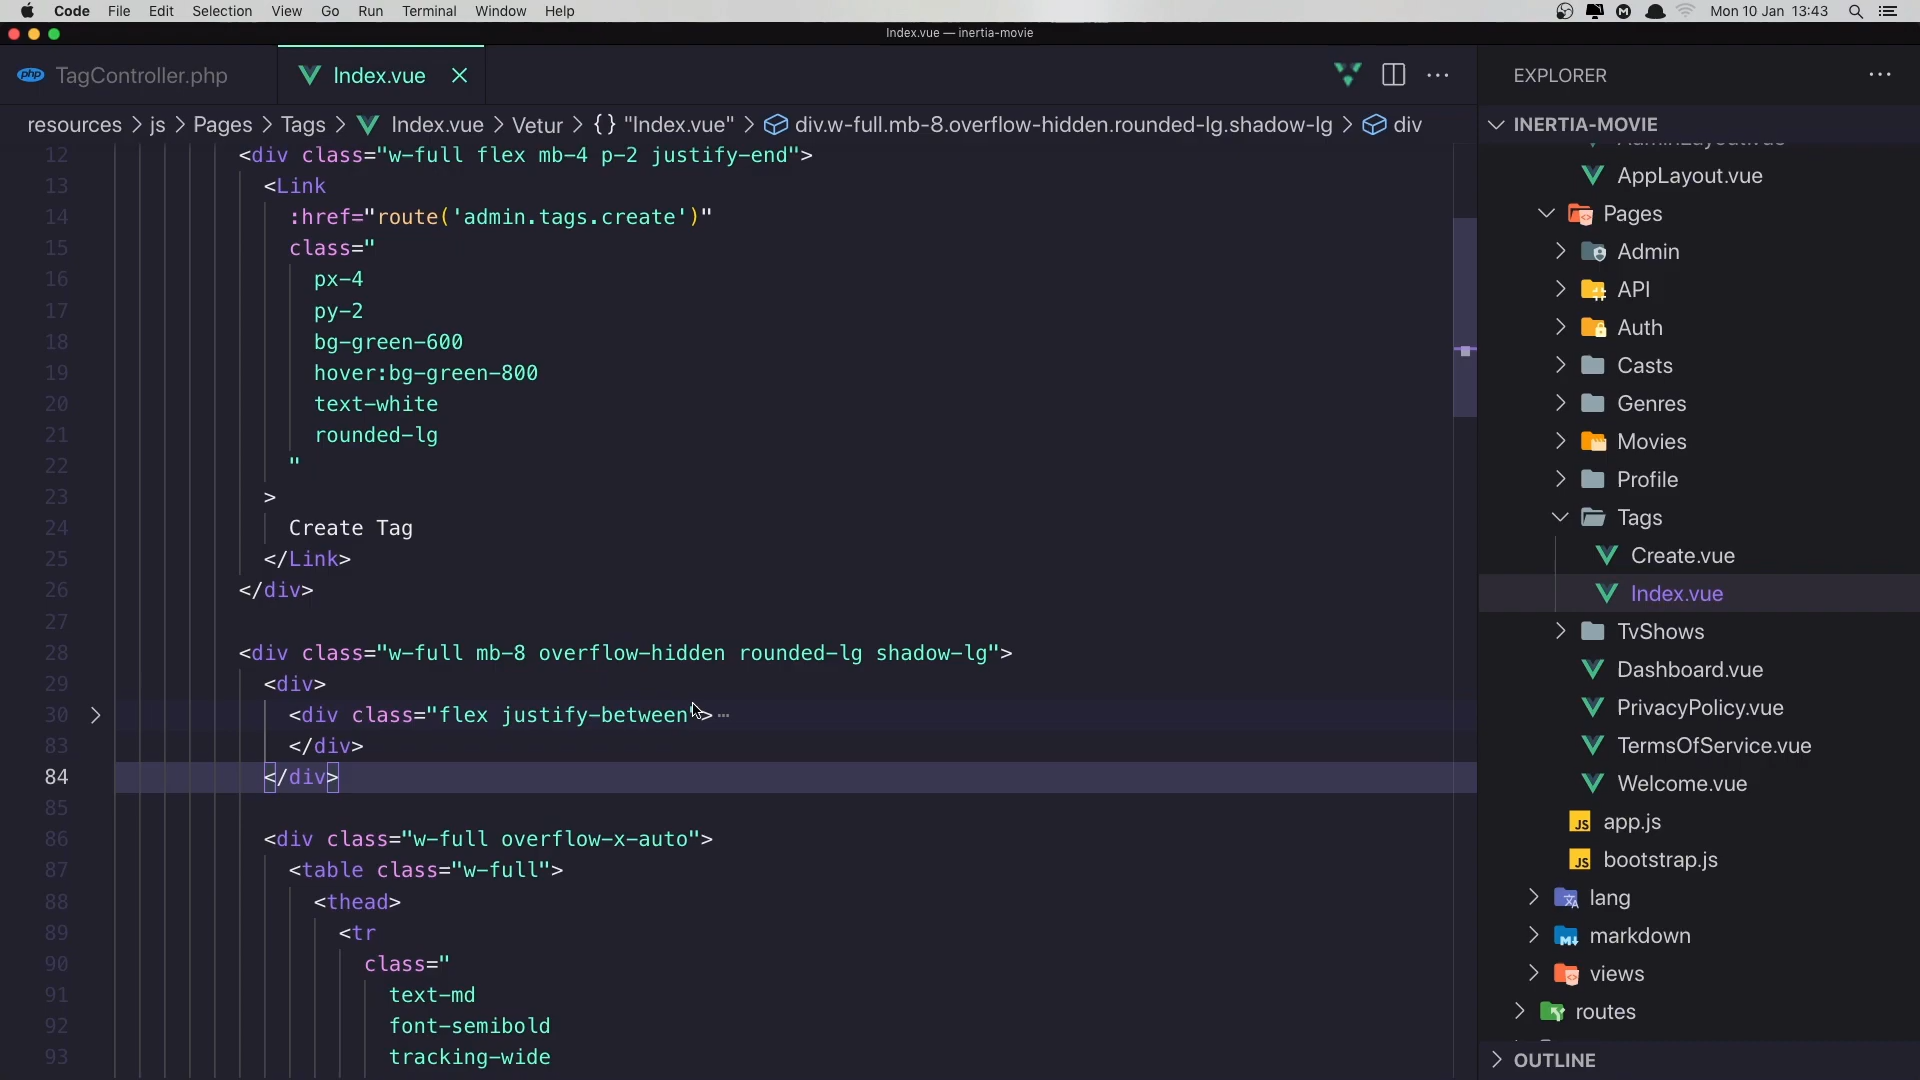 Code File Edit Selection View Go Run Terminal Window Help Mon 10 Jan 13:43
Index.vue — inertia-movie
php TagController.php Index.vue
EXPLORER
resources > js > Pages > Tags > Index.vue > Vetur > {} "Index.vue" > div.w-full.mb-8.overflow-hidden.rounded-lg.shadow-lg > div
12 <div class="w-full flex mb-4 p-2 justify-end">
13 <Link
14 :href="route('admin.tags.create')"
15 class="
16 px-4
17 py-2
18 bg-green-600
19 hover:bg-green-800
20 text-white
21 rounded-lg
22 "
23 >
24 Create Tag
25 </Link>
26 </div>
27
28 <div class="w-full mb-8 overflow-hidden rounded-lg shadow-lg">
29 <div>
30 <div class="flex justify-between">
83 </div>
84 </div>
85
86 <div class="w-full overflow-x-auto">
87 <table class="w-full">
88 <thead>
89 <tr
90 class="
91 text-md
92 font-semibold
93 tracking-wide
INERTIA-MOVIE
AppLayout.vue
Pages
Admin
API
Auth
Casts
Genres
Movies
Profile
Tags
Create.vue
Index.vue
TvShows
Dashboard.vue
PrivacyPolicy.vue
TermsOfService.vue
Welcome.vue
JS app.js
JS bootstrap.js
lang
markdown
views
routes
OUTLINE